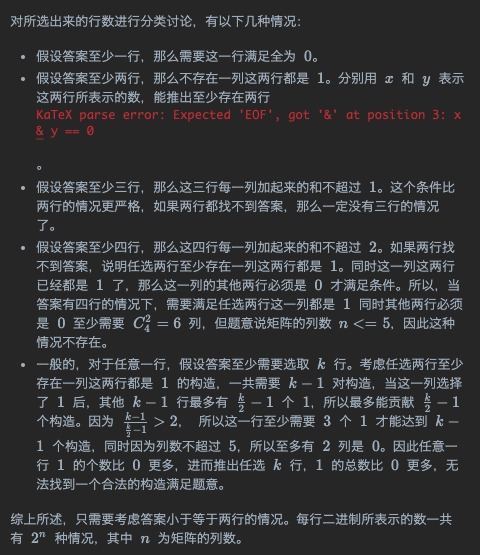 对所选出来的行数进行分类讨论，有以下几种情况：
• 假设答案至少一行，那么需要这一行满足全为 0。
• 假设答案至少两行，那么不存在一列这两行都是 1。分别用 x 和 y 表示
这两行所表示的数，能推出至少存在两行
KaTeX parse error: Expected 'EOF', got '&' at position 3: x
& y == 0
。
• 假设答案至少三行，那么这三行每一列加起来的和不超过 1。这个条件比
两行的情况更严格，如果两行都找不到答案，那么一定没有三行的情况
了。
• 假设答案至少四行，那么这四行每一列加起来的和不超过 2。如果两行找
不到答案，说明任选两行至少存在一列这两行都是 1。同时这一列这两行
已经都是 1 了，那么这一列的其他两行必须是 0 才满足条件。所以，当
答案有四行的情况下，需要满足任选两行这一列都是 1 同时其他两行必须
是 0 至少需要 $C_4^2 = 6$ 列，但题意说矩阵的列数 n <= 5，因此这种
情况不存在。
• 一般的，对于任意一行，假设答案至少需要选取 k 行。考虑任选两行至少
存在一列这两行都是 1 的构造，一共需要 k − 1 对构造，当这一列选择
了 1 后，其他 k − 1 行最多有 $\frac{k}{2} - 1$ 个 1，所以最多能贡献 $\frac{k}{2} - 1$
个构造。因为 $\frac{k-1}{\frac{k}{2}-1} > 2$， 所以这一行至少需要 3 个 1 才能达到 k −
1 个构造，同时因为列数不超过 5，所以至多有 2 列是 0。因此任意一
行 1 的个数比 0 更多，进而推出任选 k 行，1 的总数比 0 更多，无
法找到一个合法的构造满足题意。
综上所述，只需要考虑答案小于等于两行的情况。每行二进制所表示的数一共
有 $2^n$ 种情况，其中 n 为矩阵的列数。